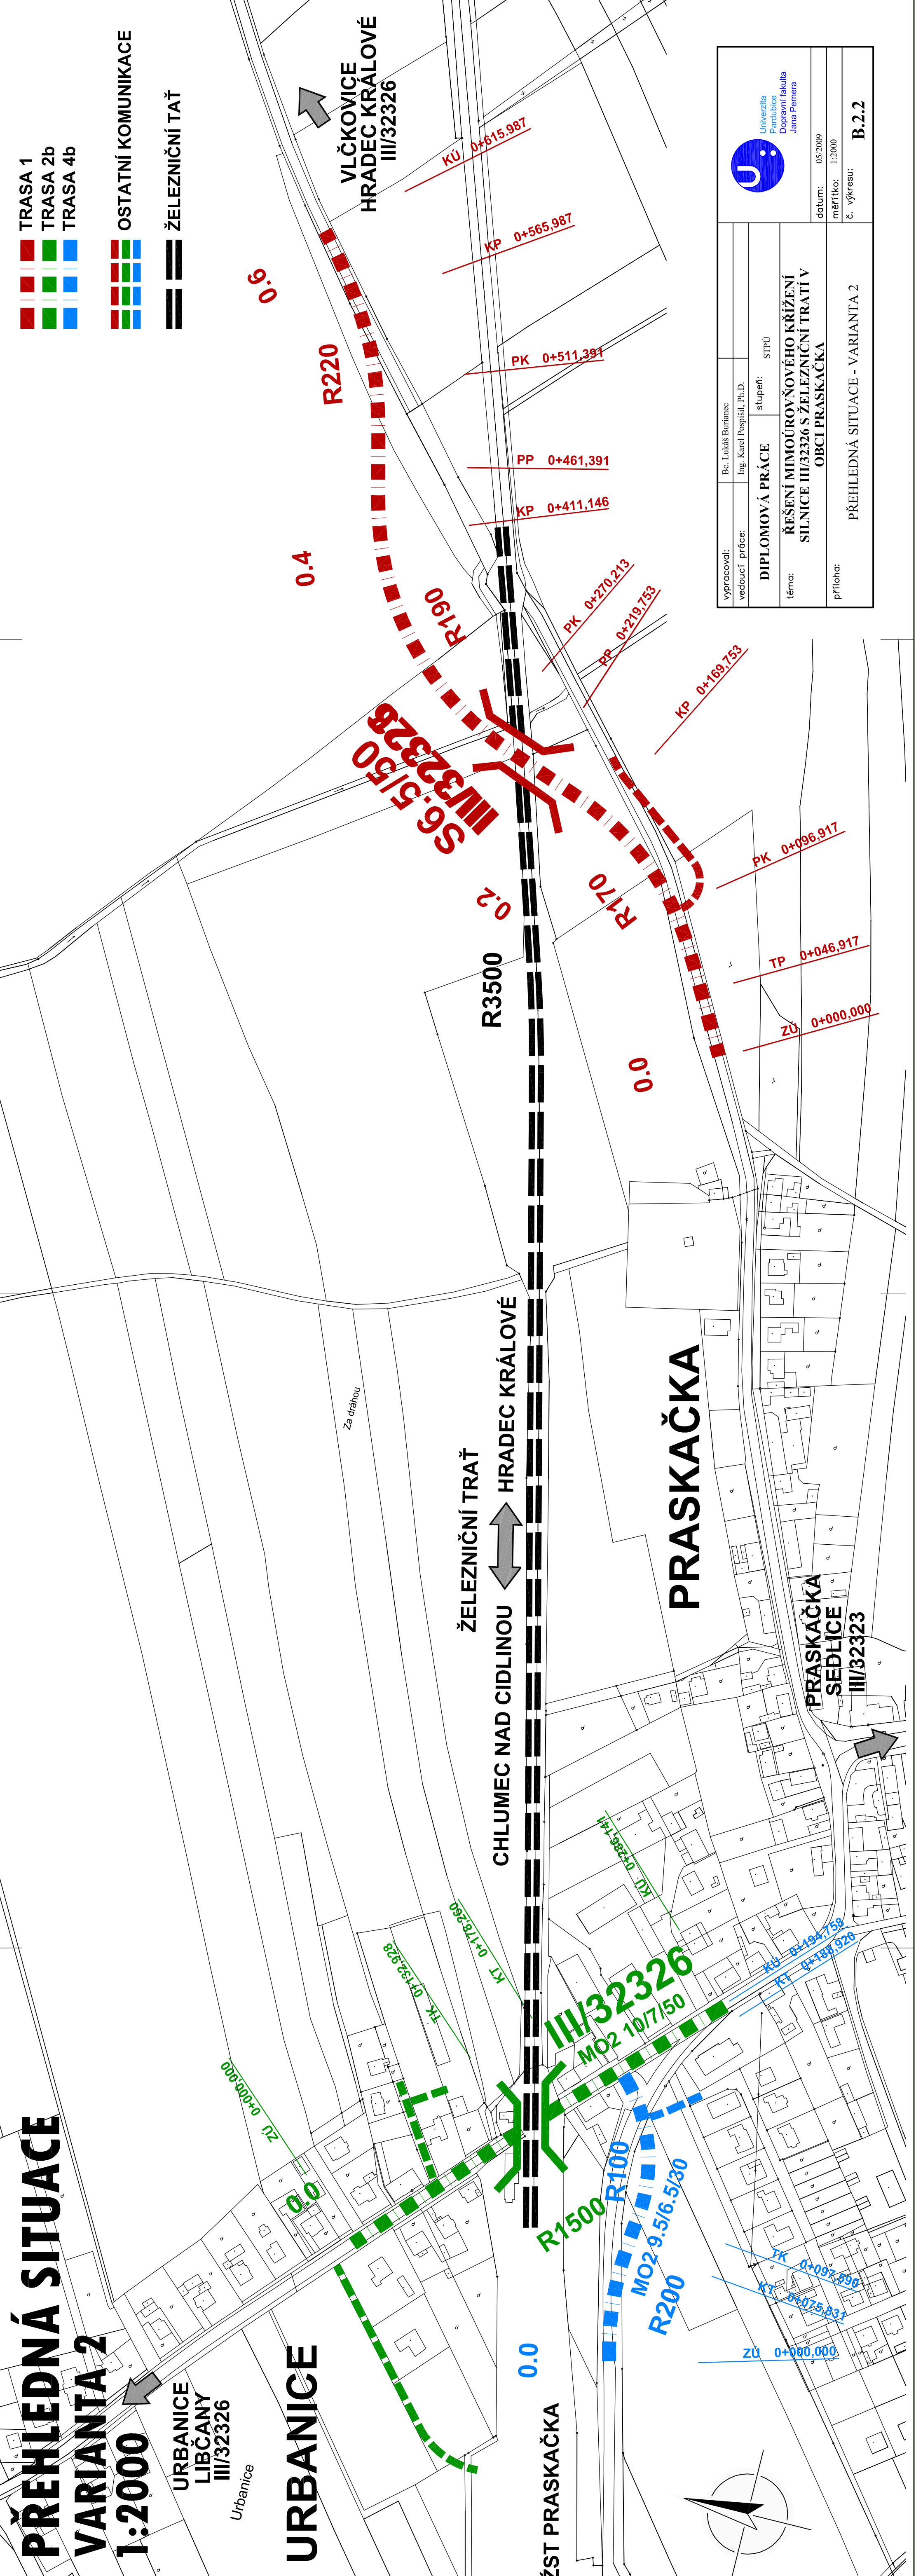 PŘEHLEDNÁ SITUACE
VARIANTA 2
1:2000
URBANICE
LIBČANY
III/32326
Urbanice
URBANICE
TRASA 1
TRASA 2b
TRASA 4b
OSTATNÍ KOMUNIKACE
ŽELEZNIČNÍ TAŤ
VLČKOVICE
HRADEC KRÁLOVÉ
III/32326
KÚ 0+615.987
KP 0+565,987
PK 0+511,391
PP 0+461,391
KP 0+411,146
PK 0+270,213
PP 0+219,753
KP 0+169,753
PK 0+096,917
TP 0+046,917
ZÚ 0+000,000
0.6
R220
0.4
R190
S6.5/50
0.2
R170
0.0
R3500
Za dráhou
ŽELEZNIČNÍ TRAŤ
CHLUMEC NAD CIDLINOU
HRADEC KRÁLOVÉ
PRASKAČKA
PRASKAČKA
SEDLICE
III/32323
ZÚ 0+000,000
TK 0+132,928
KT 0+178,260
KÚ 0+286,141
0.0
III/32326
MO2 10/7/50
R1500
KÚ 0+194,758
KT 0+188,920
R100
MO2 9.5/6.5/30
R200
TK 0+097,890
KT 0+075,831
ZÚ 0+000,000
0.0
ŽST PRASKAČKA
vypracoval: Bc. Lukáš Burianec
vedoucí práce: Ing. Karel Pospíšil, Ph.D.
DIPLOMOVÁ PRÁCE
stupeň: STPÚ
téma: ŘEŠENÍ MIMOÚROVŇOVÉHO KŘÍŽENÍ
SILNICE III/32326 S ŽELEZNIČNÍ TRATÍ V
OBCI PRASKAČKA
příloha: PŘEHLEDNÁ SITUACE - VARIANTA 2
Univerzita
Pardubice
Dopravní fakulta
Jana Pernera
datum: 05/2009
měřítko: 1:2000
č. výkresu: B.2.2